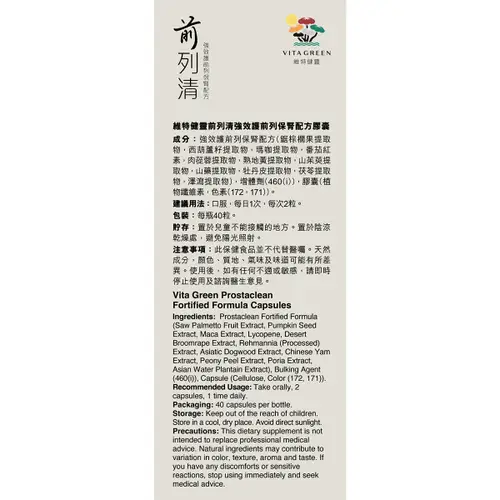 前列清
強效護前列保腎配方
VITA GREEN
維特健靈
維特健靈前列清強效護前列保腎配方膠囊
成分：強效護前列保腎配方(鋸棕櫚果提取
物，西葫蘆籽提取物，瑪咖提取物，番茄紅
素，肉蓯蓉提取物，熟地黃提取物，山茱萸提
取物，山藥提取物，牡丹皮提取物，茯苓提取
物，澤瀉提取物)，增體劑(460(i))，膠囊(植
物纖維素，色素(172，171))。
建議用法：口服，每日1次，每次2粒。
包裝：每瓶40粒。
貯存：置於兒童不能接觸的地方。置於陰涼
乾燥處，避免陽光照射。
注意事項：此保健食品並不代替醫囑。天然
成分，顏色、質地、氣味及味道可能有所差
異。使用後，如有任何不適或敏感，請即時
停止使用及諮詢醫生意見。
Vita Green Prostaclean
Fortified Formula Capsules
Ingredients: Prostaclean Fortified Formula
(Saw Palmetto Fruit Extract, Pumpkin Seed
Extract, Maca Extract, Lycopene, Desert
Broomrape Extract, Rehmannia (Processed)
Extract, Asiatic Dogwood Extract, Chinese Yam
Extract, Peony Peel Extract, Poria Extract,
Asian Water Plantain Extract), Bulking Agent
(460(i)), Capsule (Cellulose, Color (172, 171)).
Recommended Usage: Take orally, 2
capsules, 1 time daily.
Packaging: 40 capsules per bottle.
Storage: Keep out of the reach of children.
Store in a cool, dry place. Avoid direct sunlight.
Precautions: This dietary supplement is not
intended to replace professional medical
advice. Natural ingredients may contribute to
variation in color, texture, aroma and taste. If
you have any discomforts or sensitive
reactions, stop using immediately and seek
medical advice.